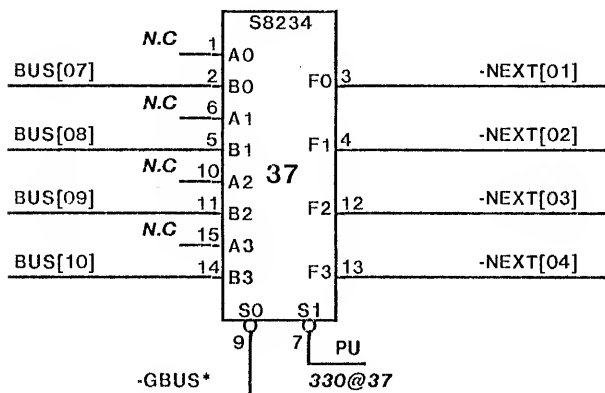 S8234
N.C 1 A0
BUS[07] 2 B0 F0 3 -NEXT[01]
N.C 6 A1
BUS[08] 5 B1 F1 4 -NEXT[02]
N.C 10 A2 37
BUS[09] 11 B2 F2 12 -NEXT[03]
N.C 15 A3
BUS[10] 14 B3 F3 13 -NEXT[04]
S0 S1
9 7 PU
-GBUS* 330@37